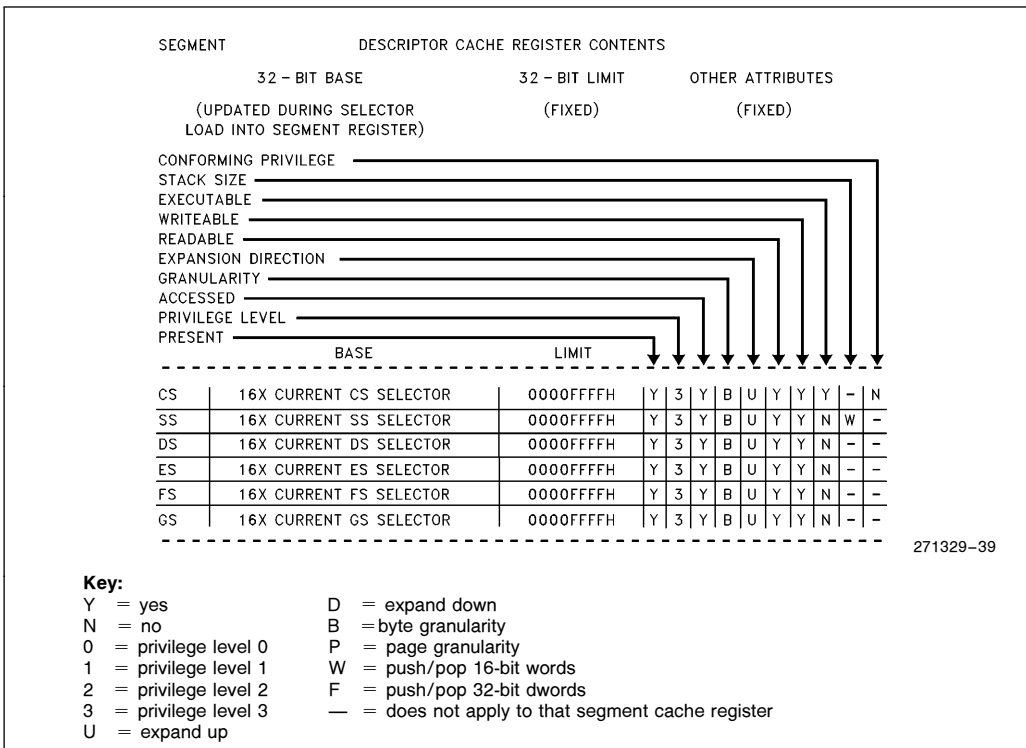 SEGMENT DESCRIPTOR CACHE REGISTER CONTENTS
32 – BIT BASE 32 – BIT LIMIT OTHER ATTRIBUTES
(UPDATED DURING SELECTOR (FIXED) (FIXED)
LOAD INTO SEGMENT REGISTER)
CONFORMING PRIVILEGE
STACK SIZE
EXECUTABLE
WRITEABLE
READABLE
EXPANSION DIRECTION
GRANULARITY
ACCESSED
PRIVILEGE LEVEL
PRESENT
BASE LIMIT
CS 16X CURRENT CS SELECTOR 0000FFFFH Y 3 Y B U Y Y Y – N
SS 16X CURRENT SS SELECTOR 0000FFFFH Y 3 Y B U Y Y N W –
DS 16X CURRENT DS SELECTOR 0000FFFFH Y 3 Y B U Y Y N – –
ES 16X CURRENT ES SELECTOR 0000FFFFH Y 3 Y B U Y Y N – –
FS 16X CURRENT FS SELECTOR 0000FFFFH Y 3 Y B U Y Y N – –
GS 16X CURRENT GS SELECTOR 0000FFFFH Y 3 Y B U Y Y N – –
271329–39
Key:
Y = yes D = expand down
N = no B =byte granularity
0 = privilege level 0 P = page granularity
1 = privilege level 1 W = push/pop 16-bit words
2 = privilege level 2 F = push/pop 32-bit dwords
3 = privilege level 3 — = does not apply to that segment cache register
U = expand up